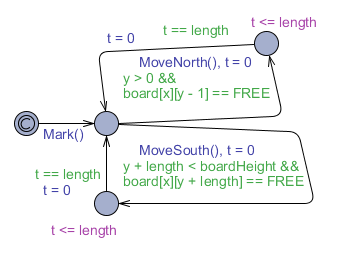 t <= length
t == length
t = 0
MoveNorth(), t = 0
y > 0 &&
board[x][y - 1] == FREE
C
Mark()
MoveSouth(), t = 0
y + length < boardHeight &&
board[x][y + length] == FREE
t == length
t = 0
t <= length